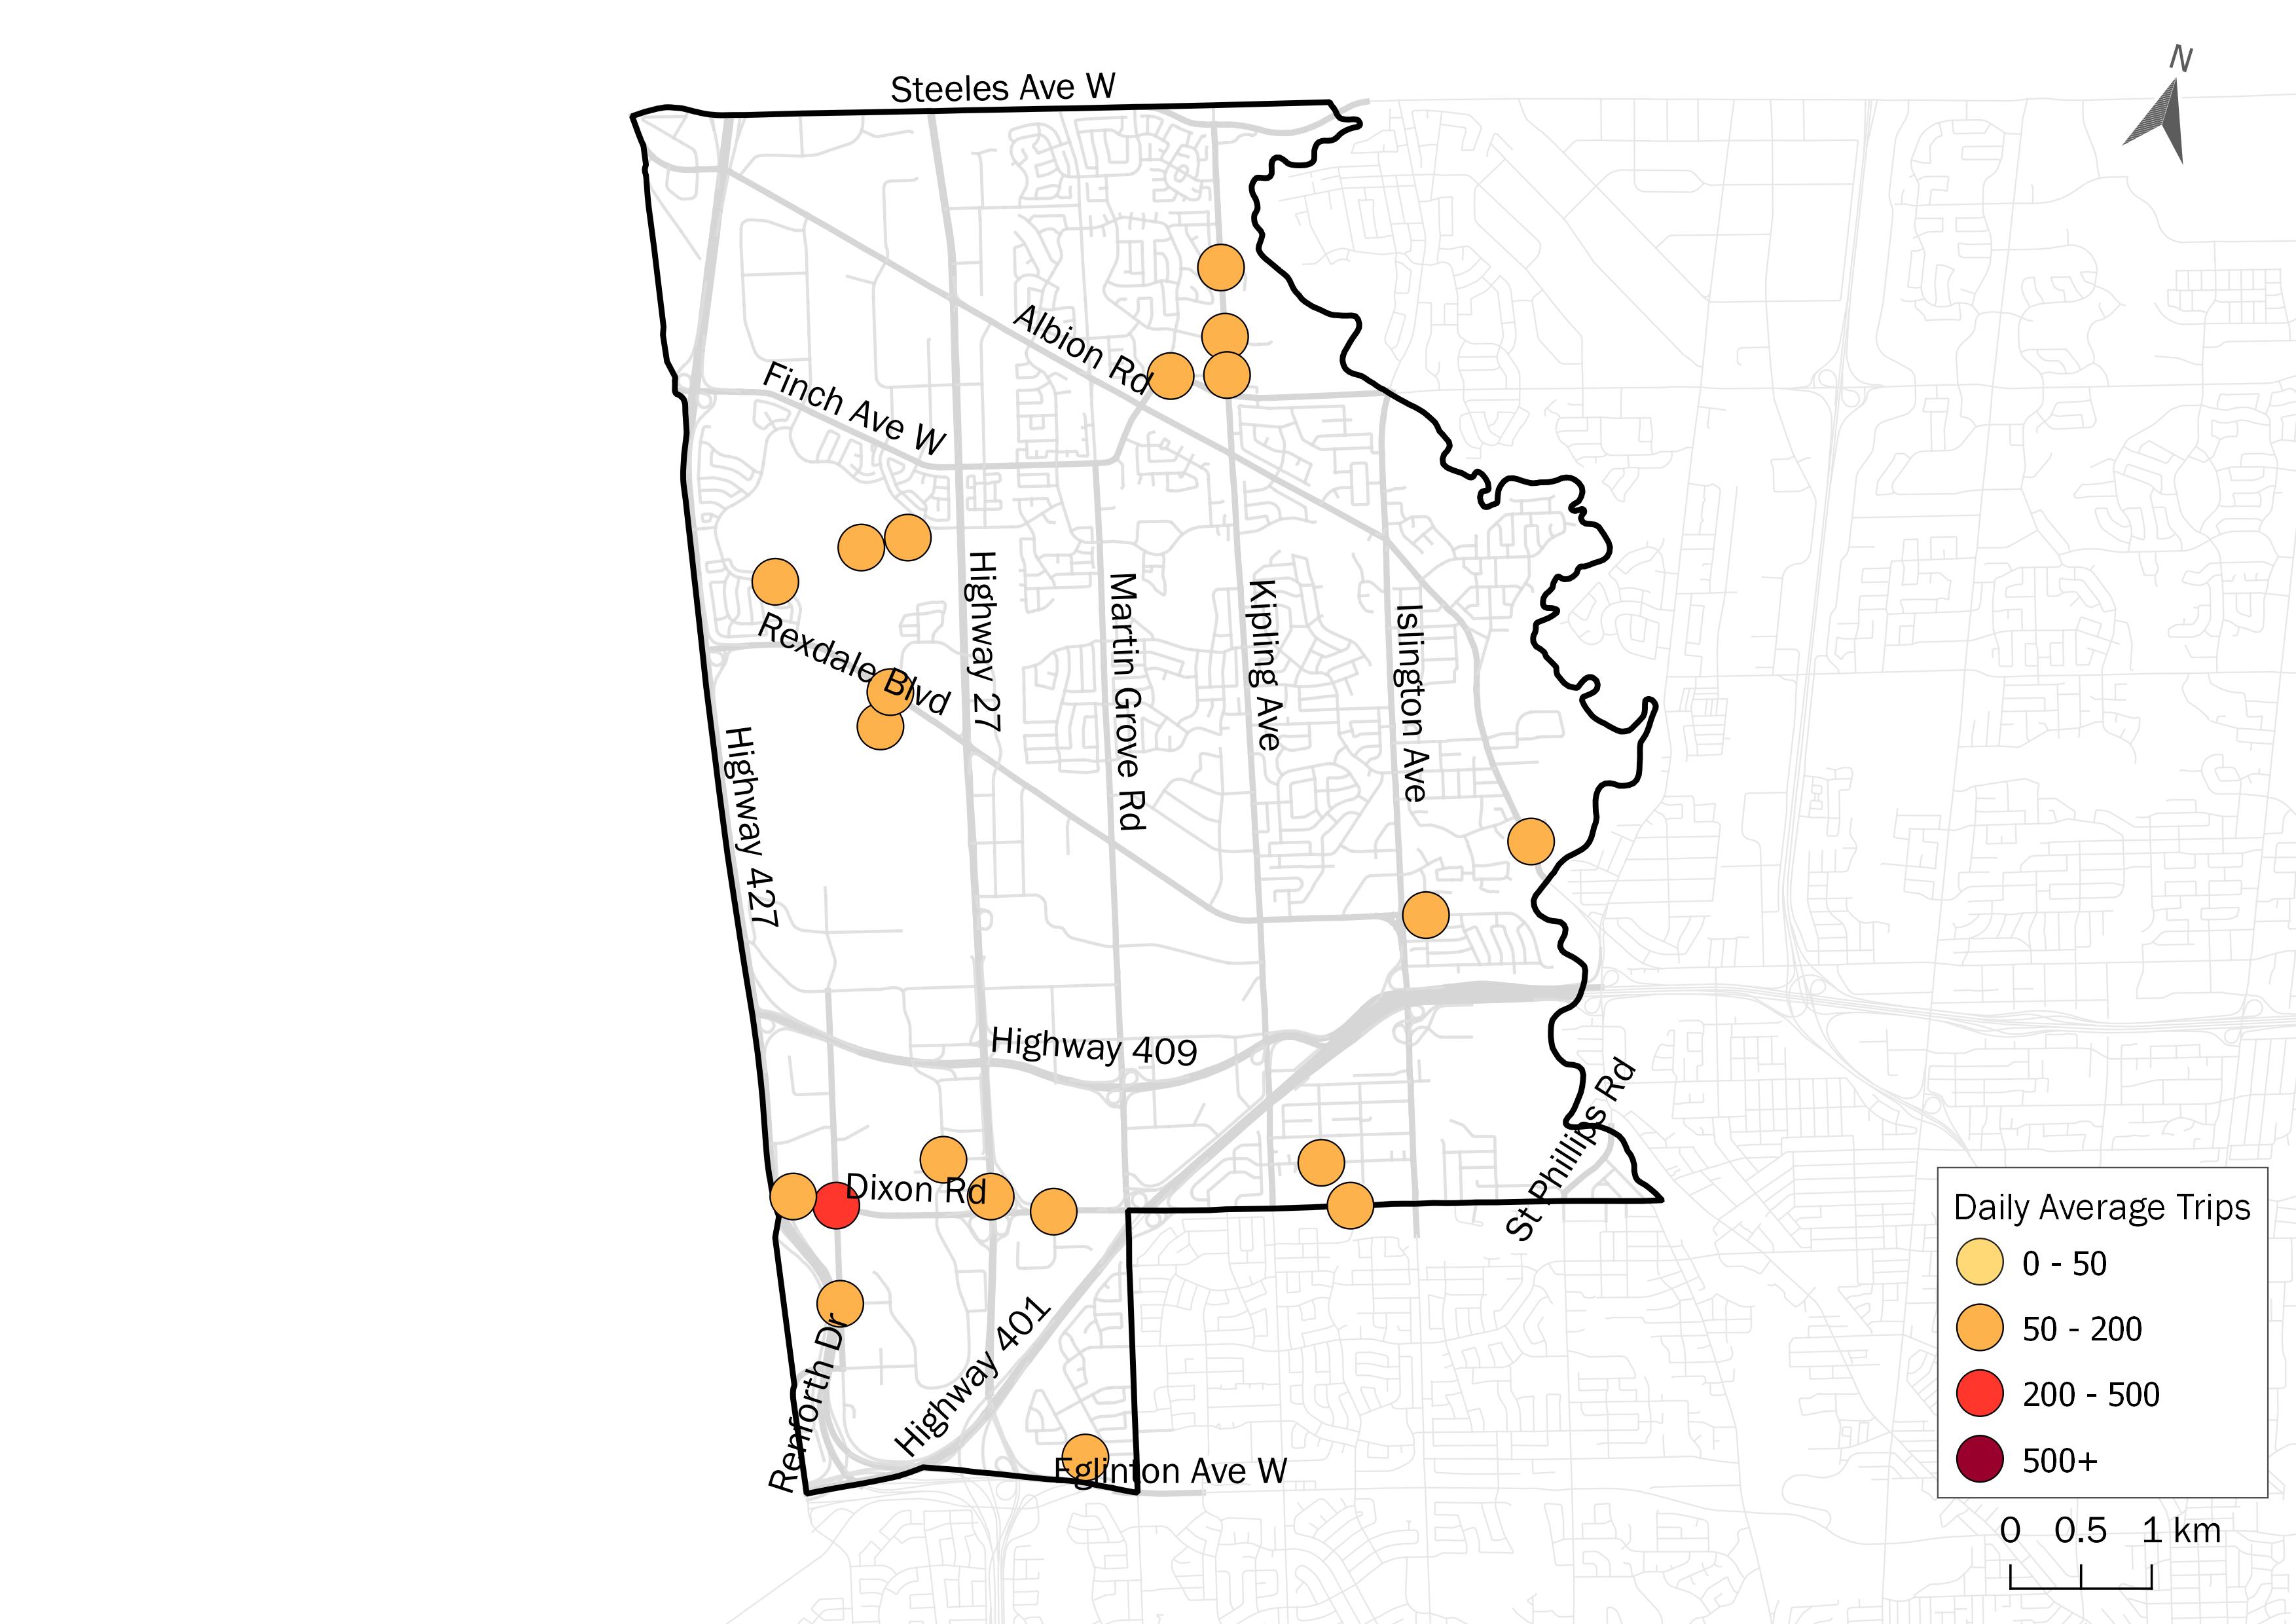 Steeles Ave W
N
Albion Rd
Finch Ave W
Rexdale Blvd
Highway 27
Martin Grove Rd
Kipling Ave
Islington Ave
Highway 427
Highway 409
St Phillips Rd
Dixon Rd
Highway 401
Renforth Dr
Eglinton Ave W
Daily Average Trips
0 - 50
50 - 200
200 - 500
500+
0 0.5 1 km